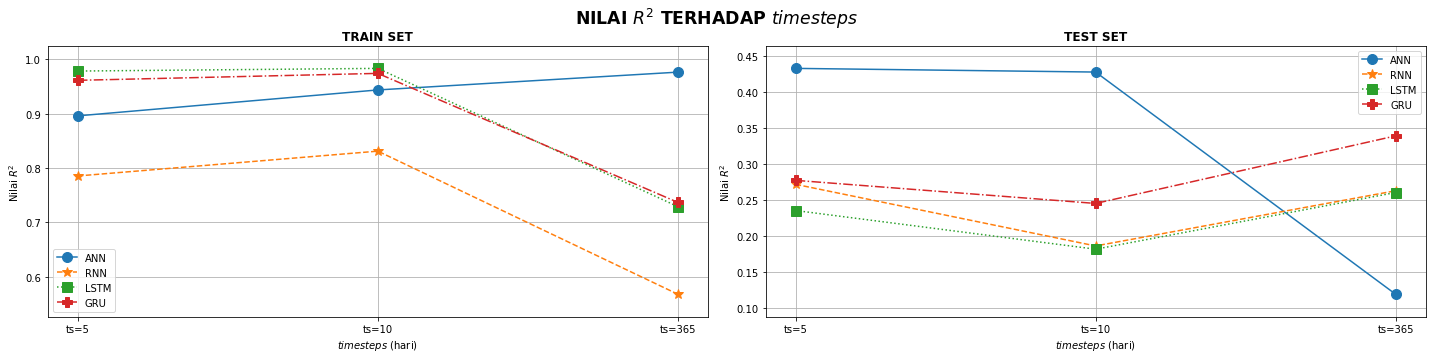 NILAI R² TERHADAP timesteps
TRAIN SET
1.0
0.9
0.8
0.7
0.6
Nilai R²
ANN
RNN
LSTM
GRU
ts=5
ts=10
ts=365
timesteps (hari)
TEST SET
0.45
0.40
0.35
0.30
0.25
0.20
0.15
0.10
Nilai R²
ANN
RNN
LSTM
GRU
ts=5
ts=10
ts=365
timesteps (hari)